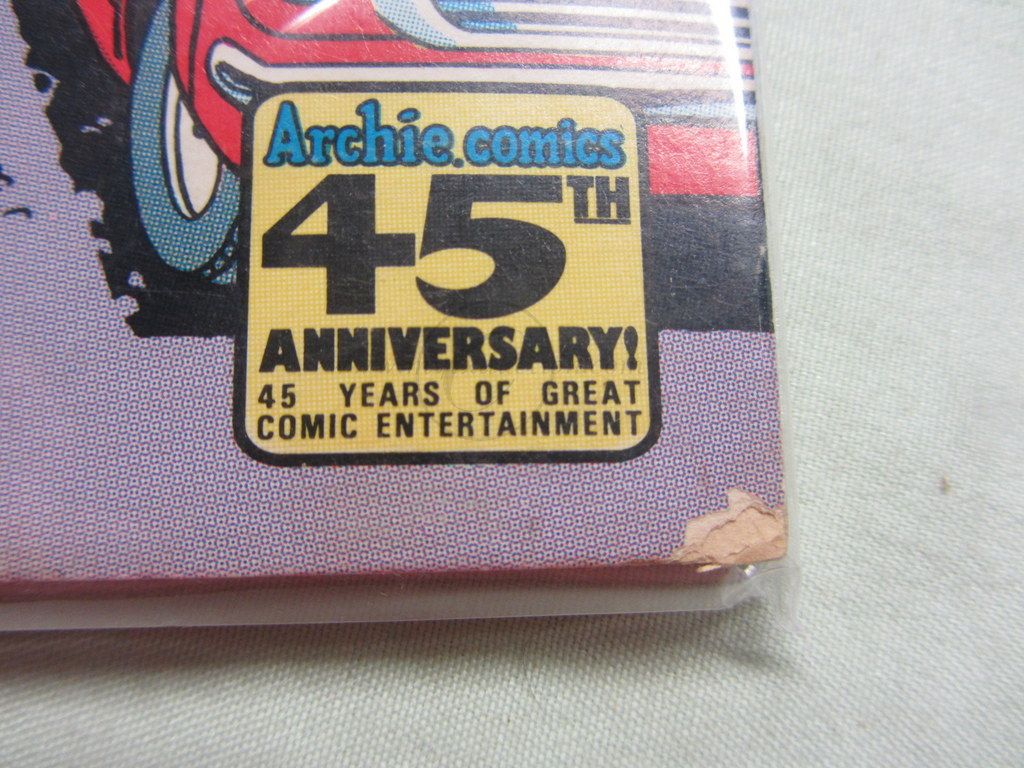 Archie comics
45TH
ANNIVERSARY!
45 YEARS OF GREAT
COMIC ENTERTAINMENT